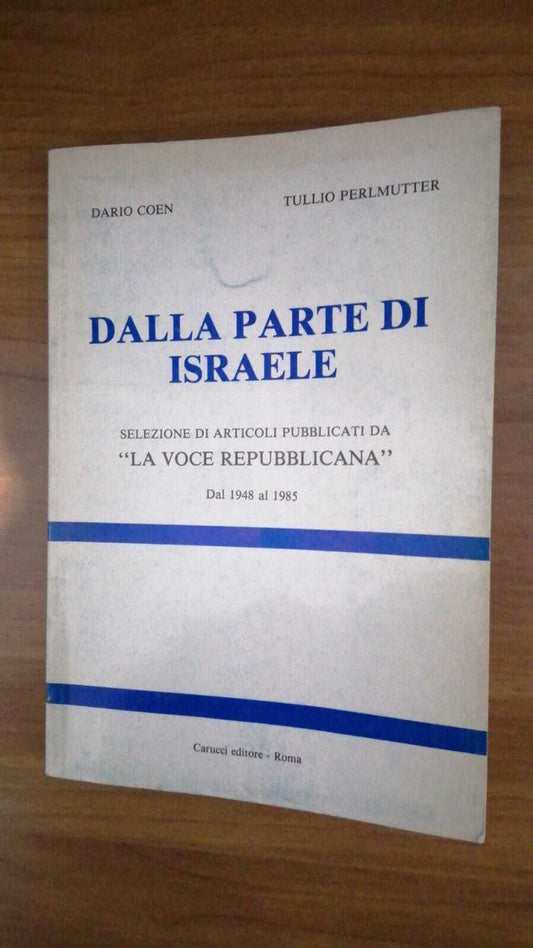 DARIO COEN TULLIO PERLMUTTER
DALLA PARTE DI
ISRAELE
SELEZIONE DI ARTICOLI PUBBLICATI DA
“LA VOCE REPUBBLICANA”
Dal 1948 al 1985
Carucci editore - Roma